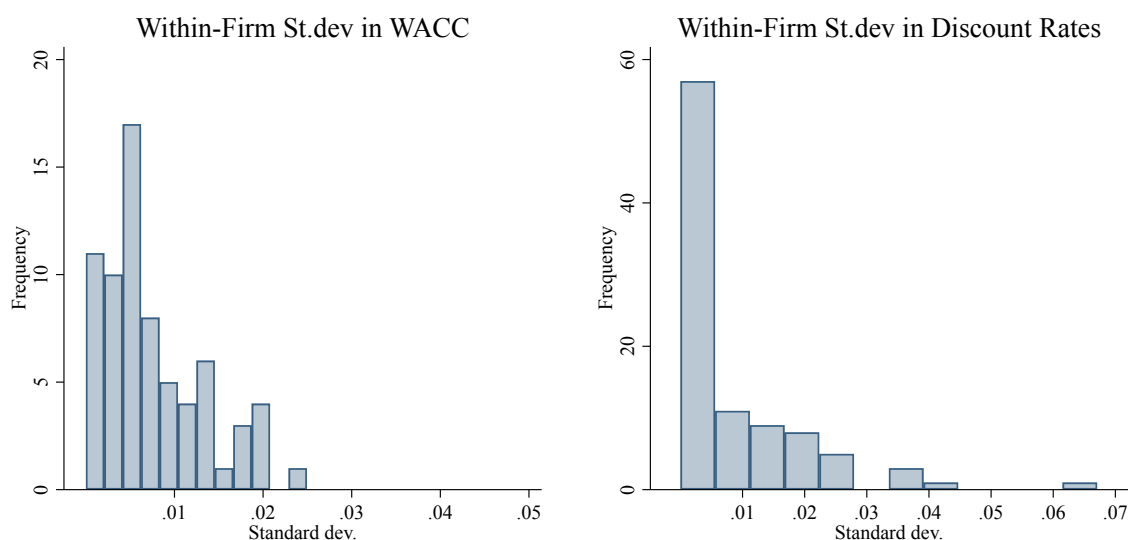 Within-Firm St.dev in WACC
20
15
10
5
0
Frequency
.01 .02 .03 .04 .05
Standard dev.
Within-Firm St.dev in Discount Rates
60
40
20
0
Frequency
.01 .02 .03 .04 .05 .06 .07
Standard dev.